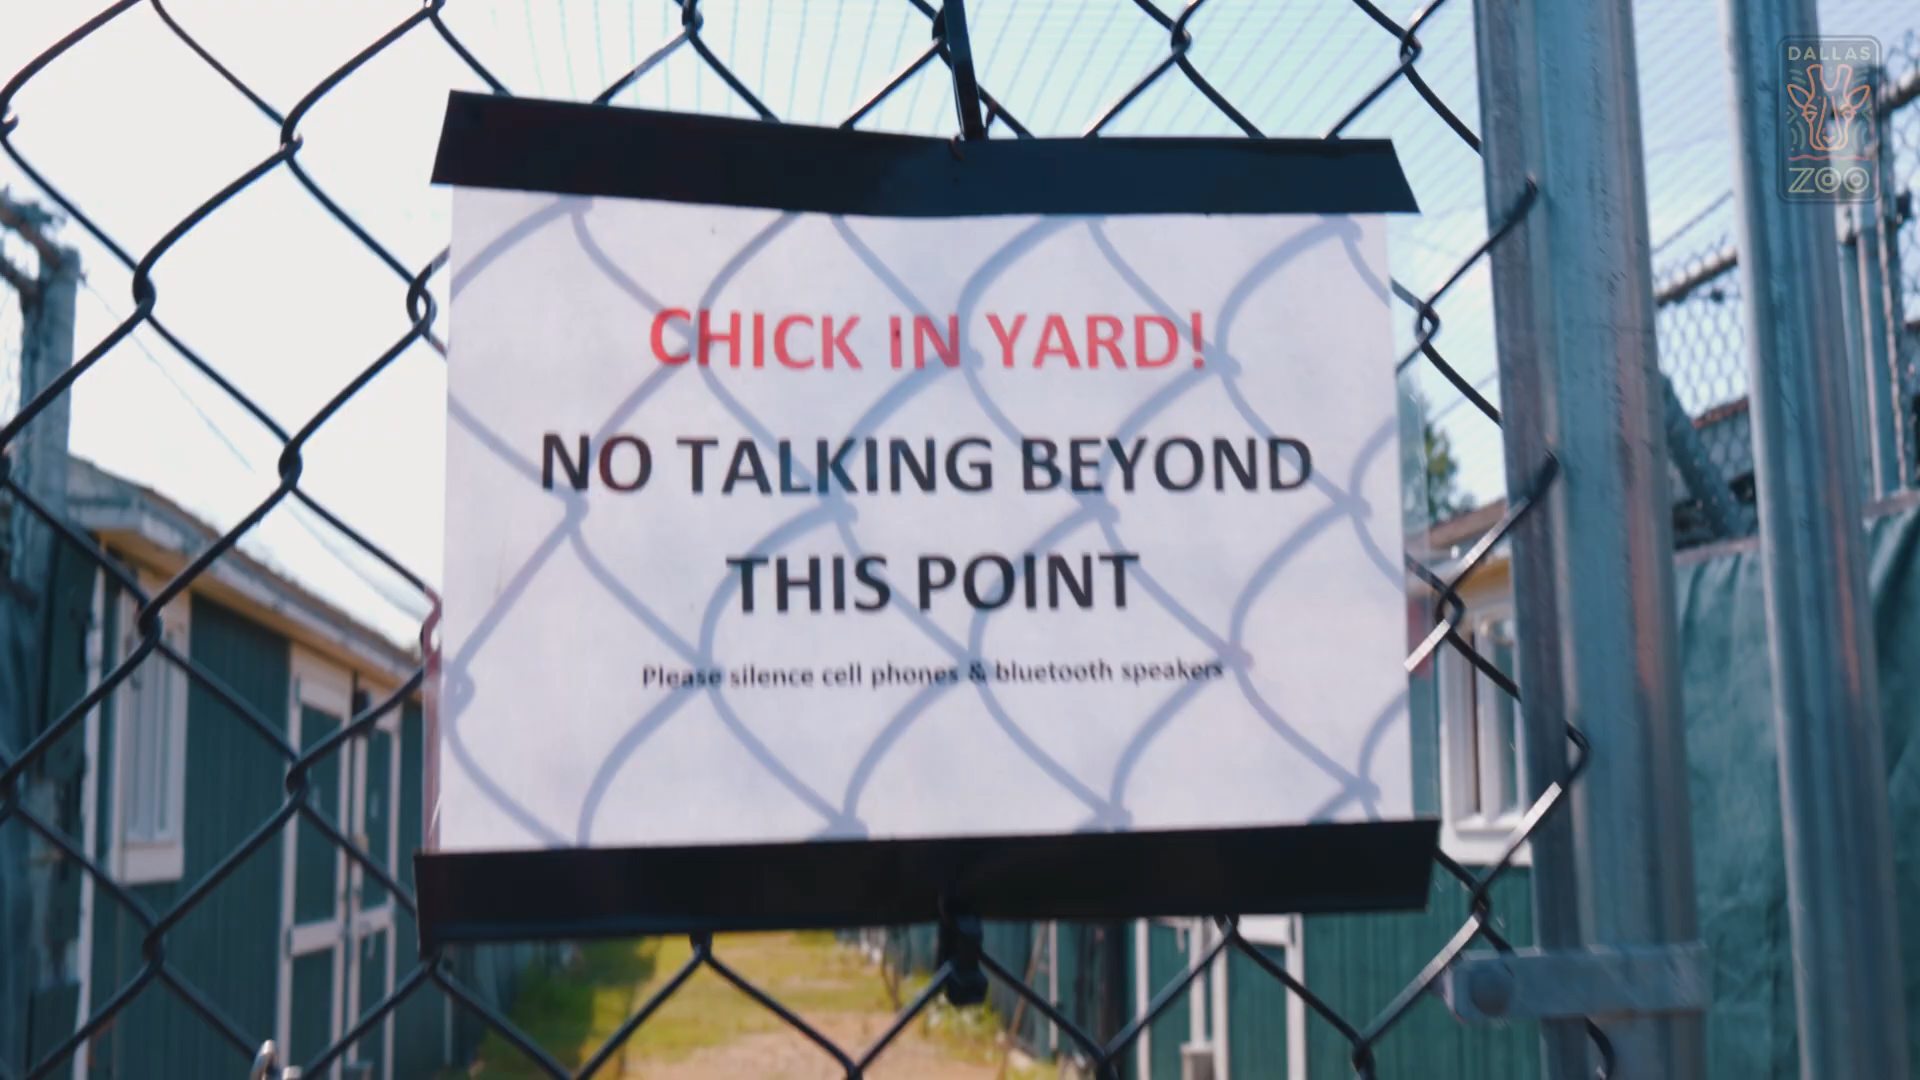 DALLAS
ZOO
CHICK IN YARD!
NO TALKING BEYOND
THIS POINT
Please silence cell phones & bluetooth speakers